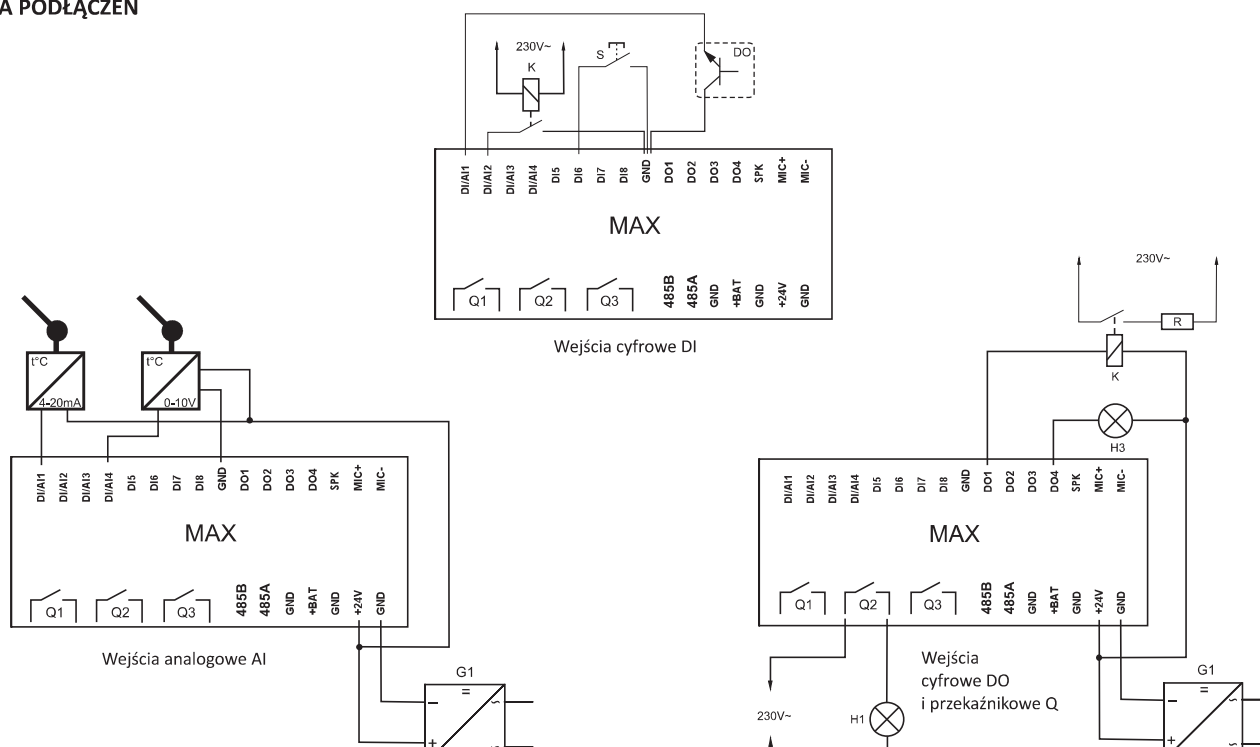 A PODŁĄCZEŃ
230V~
K
S
DO
DI/AI1 DI/AI2 DI/AI3 DI/AI4 DI5 DI6 DI7 DI8 GND DO1 DO2 DO3 DO4 SPK MIC+ MIC-
MAX
Q1 Q2 Q3 485B 485A GND +BAT GND +24V GND
Wejścia cyfrowe DI
t°C
4-20mA
t°C
0-10V
DI/AI1 DI/AI2 DI/AI3 DI/AI4 DI5 DI6 DI7 DI8 GND DO1 DO2 DO3 DO4 SPK MIC+ MIC-
MAX
Q1 Q2 Q3 485B 485A GND +BAT GND +24V GND
Wejścia analogowe AI
G1
=
−
~
+
230V~
R
K
H3
DI/AI1 DI/AI2 DI/AI3 DI/AI4 DI5 DI6 DI7 DI8 GND DO1 DO2 DO3 DO4 SPK MIC+ MIC-
MAX
Q1 Q2 Q3 485B 485A GND +BAT GND +24V GND
Wejścia
cyfrowe DO
i przekaźnikowe Q
230V~
H1
G1
=
−
~
+